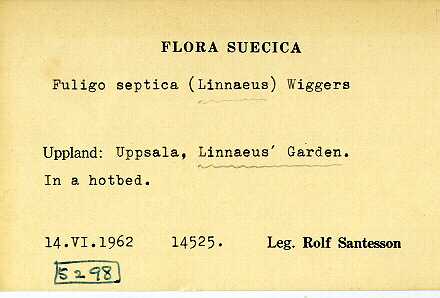 FLORA SUECICA
Fuligo septica (Linnaeus) Wiggers
Uppland: Uppsala, Linnaeus' Garden.
In a hotbed.
14.VI.1962 14525. Leg. Rolf Santesson
5298